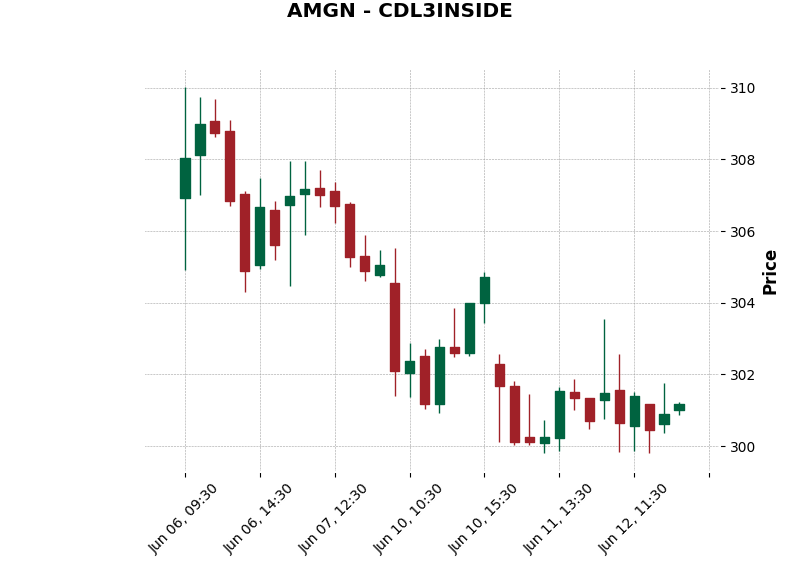 AMGN - CDL3INSIDE
310
308
306
304
302
300
Price
Jun 06, 09:30
Jun 06, 14:30
Jun 07, 12:30
Jun 10, 10:30
Jun 10, 15:30
Jun 11, 13:30
Jun 12, 11:30